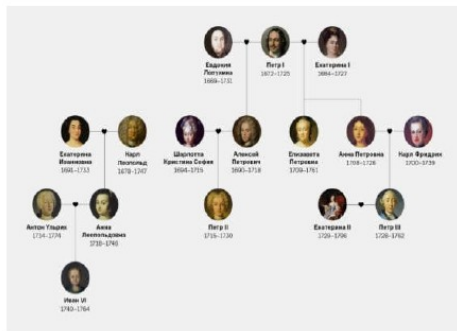 Евдокия
Лопухина
1669–1731
Петр I
1672–1725
Екатерина I
1684–1727
Екатерина
Ивановна
1691–1733
Карл
Леопольд
1678–1747
Шарлотта
Кристина София
1694–1715
Алексей
Петрович
1690–1718
Елизавета
Петровна
1709–1761
Анна Петровна
1708–1728
Карл Фридрих
1700–1739
Антон Ульрих
1714–1774
Анна
Леопольдовна
1718–1746
Петр II
1715–1730
Екатерина II
1729–1796
Петр III
1728–1762
Иван VI
1740–1764